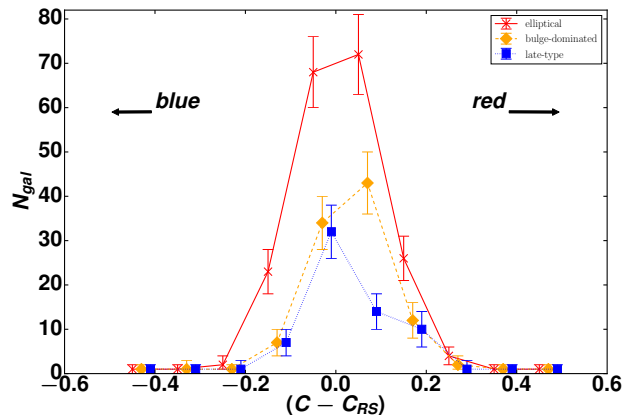 80
70
60
50
40
30
20
10
0
N_gal
−0.6
−0.4
−0.2
0.0
0.2
0.4
0.6
(C − C_RS)
blue
red
elliptical
bulge-dominated
late-type